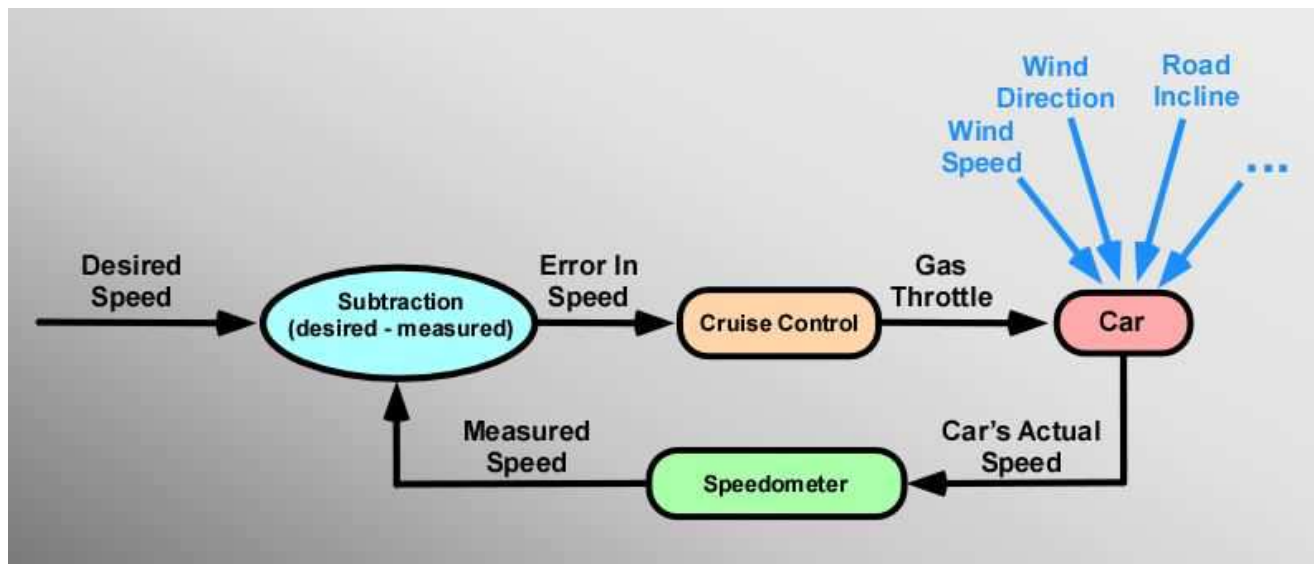 Wind
Direction
Road
Incline
Wind
Speed
...
Desired
Speed
Subtraction
(desired - measured)
Error In
Speed
Cruise Control
Gas
Throttle
Car
Measured
Speed
Speedometer
Car's Actual
Speed